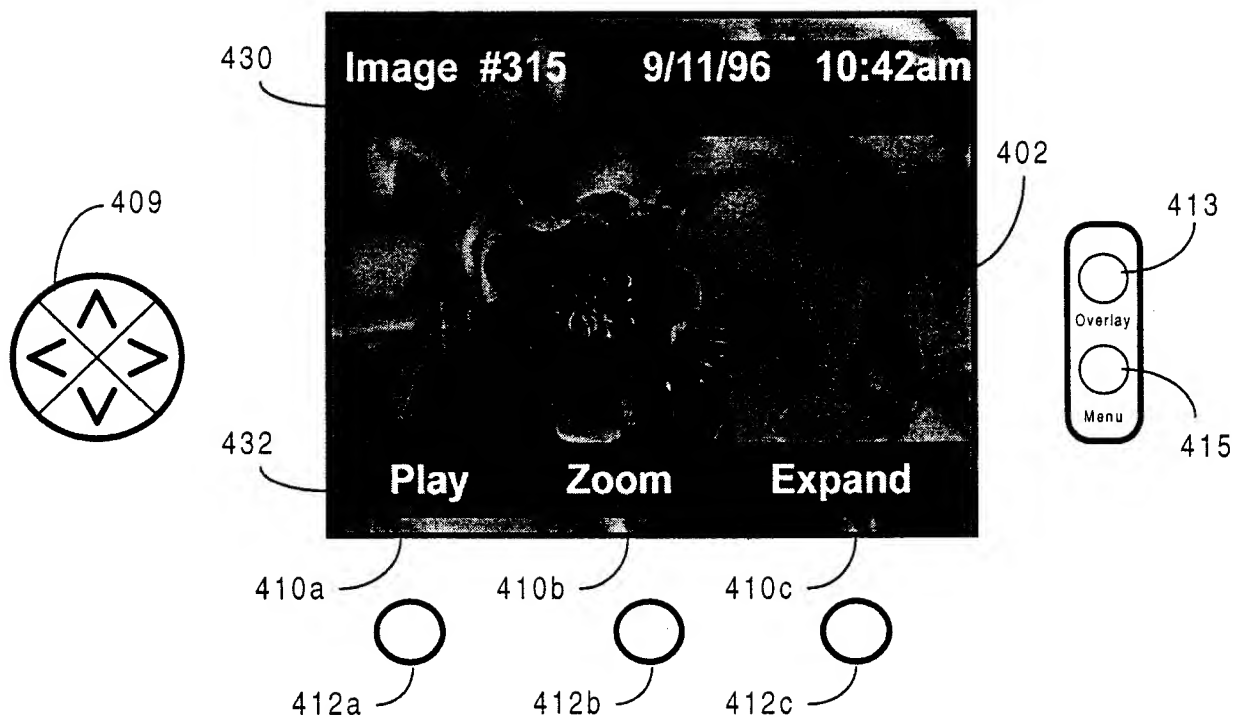 430
Image #315 9/11/96 10:42am
402
409
413
Overlay
Menu
415
432
Play Zoom Expand
410a 410b 410c
412a 412b 412c